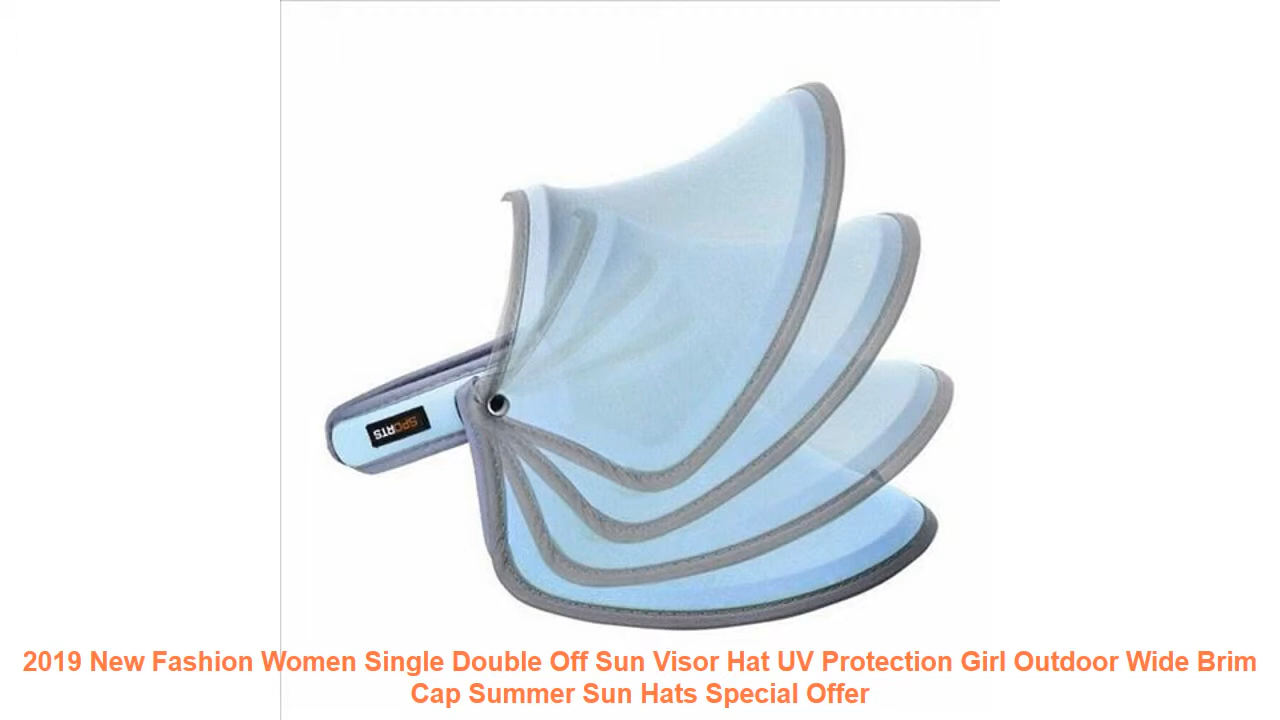 SPORTS
2019 New Fashion Women Single Double Off Sun Visor Hat UV Protection Girl Outdoor Wide Brim
Cap Summer Sun Hats Special Offer